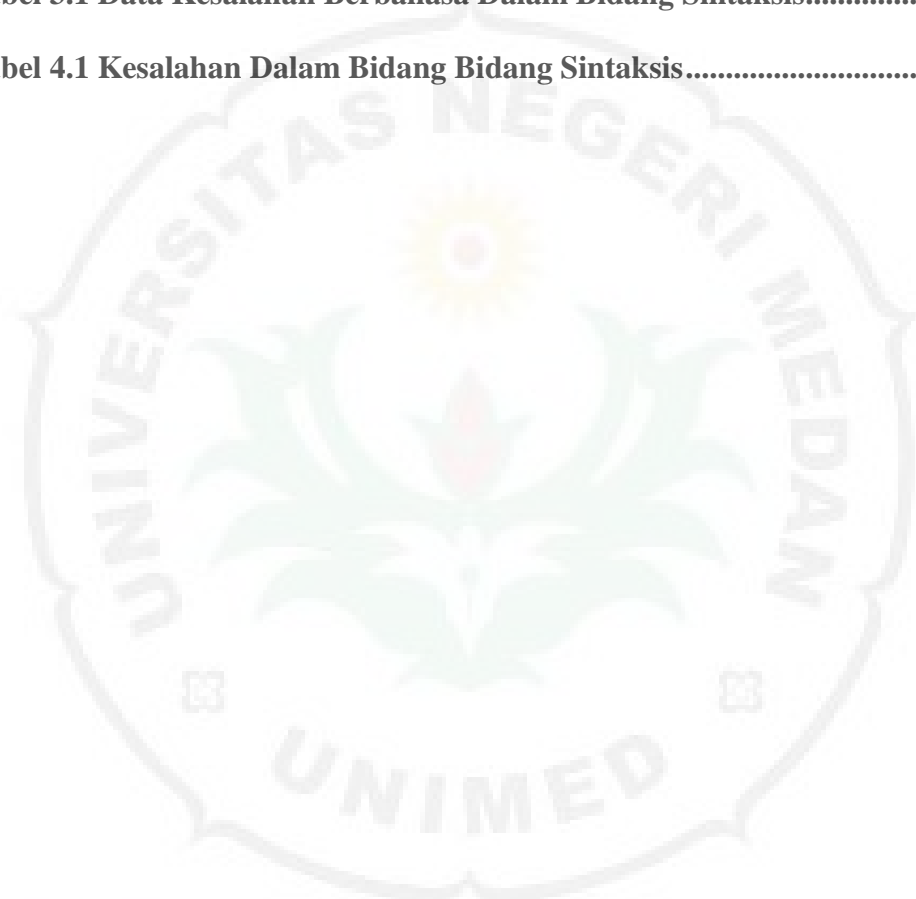 bel 3.1 Data Kesalahan Berbahasa Dalam Bidang Sintaksis................
bel 4.1 Kesalahan Dalam Bidang Bidang Sintaksis.............................
UNIVERSITAS NEGERI MEDAN
UNIMED